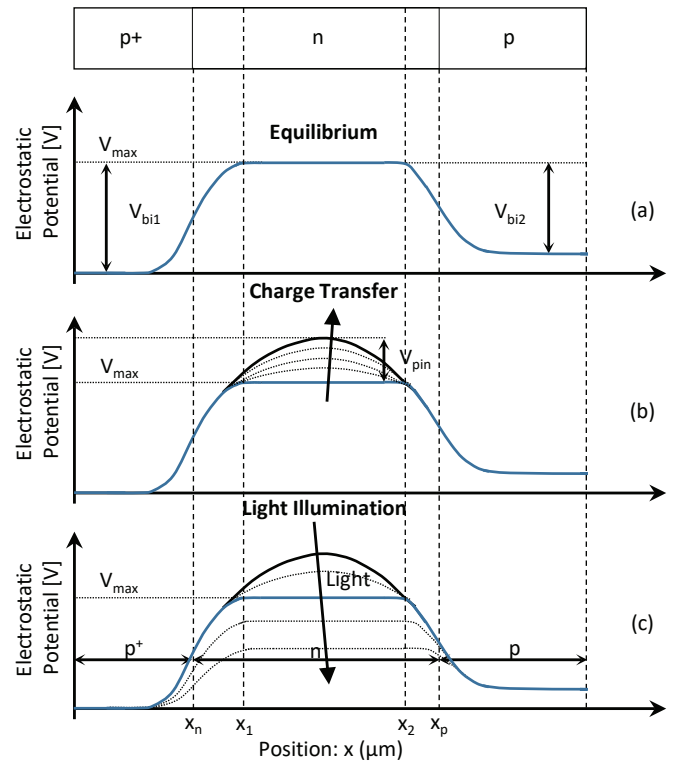 p+ n p
Equilibrium
Electrostatic
Potential [V]
Vmax
Vbi1
Vbi2
(a)
Charge Transfer
Electrostatic
Potential [V]
Vmax
Vpin
(b)
Light Illumination
Electrostatic
Potential [V]
Vmax
Light
(c)
p+ n p
xn x1 x2 xp
Position: x (μm)